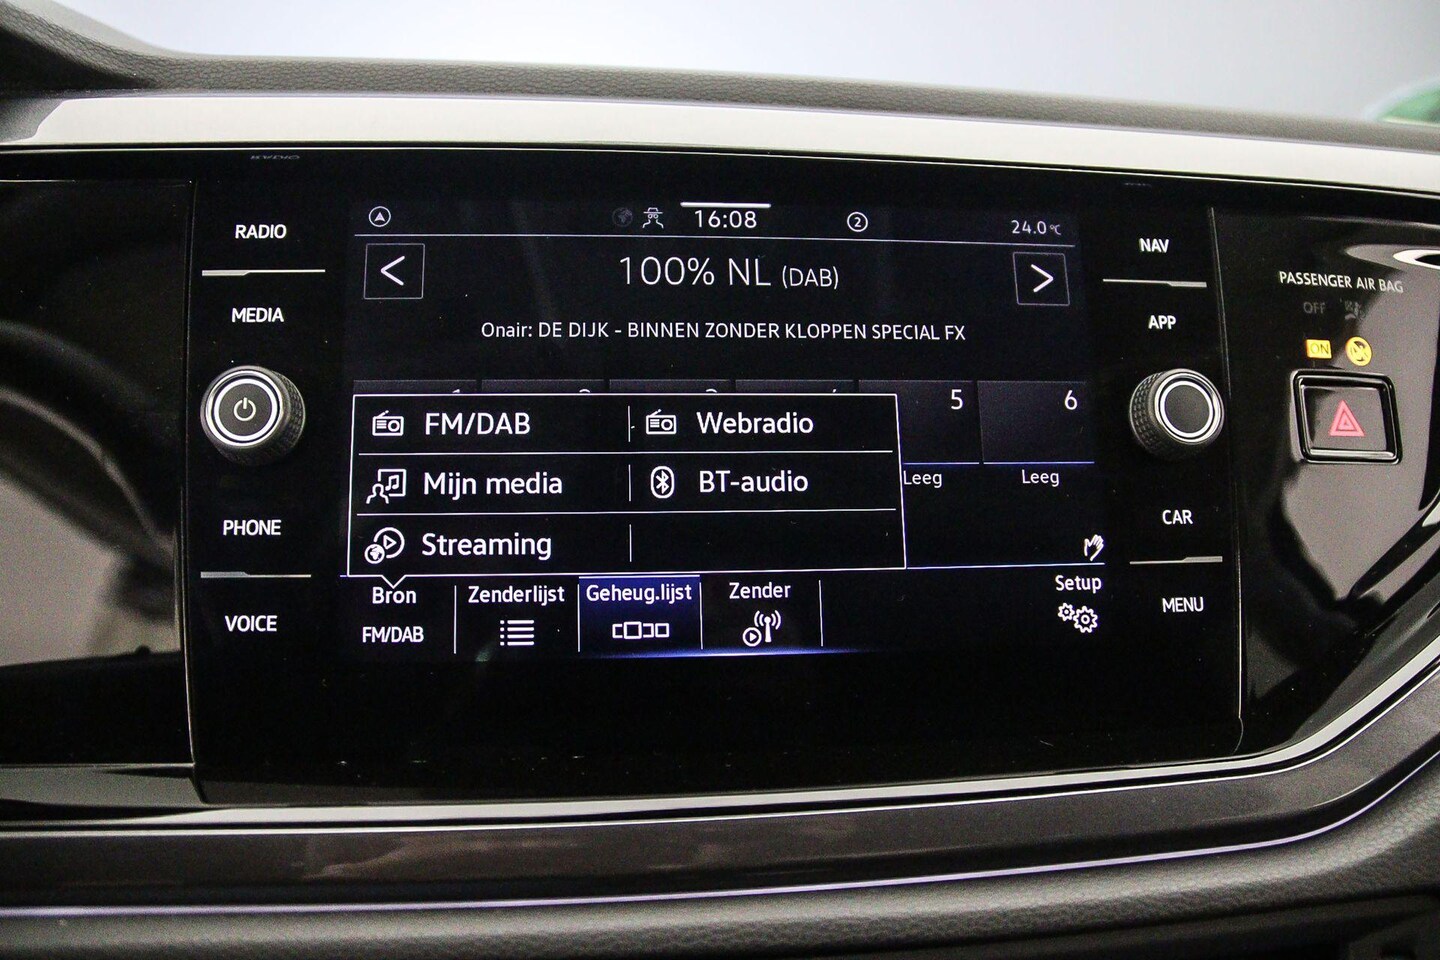 RADIO
MEDIA
PHONE
VOICE
16:08
2
24.0°C
<
100% NL (DAB)
>
Onair: DE DIJK - BINNEN ZONDER KLOPPEN SPECIAL FX
5
6
Leeg
Leeg
FM/DAB
Webradio
Mijn media
BT-audio
Streaming
Bron
FM/DAB
Zenderlijst
Geheug.lijst
Zender
Setup
NAV
APP
CAR
MENU
PASSENGER AIR BAG
OFF
ON